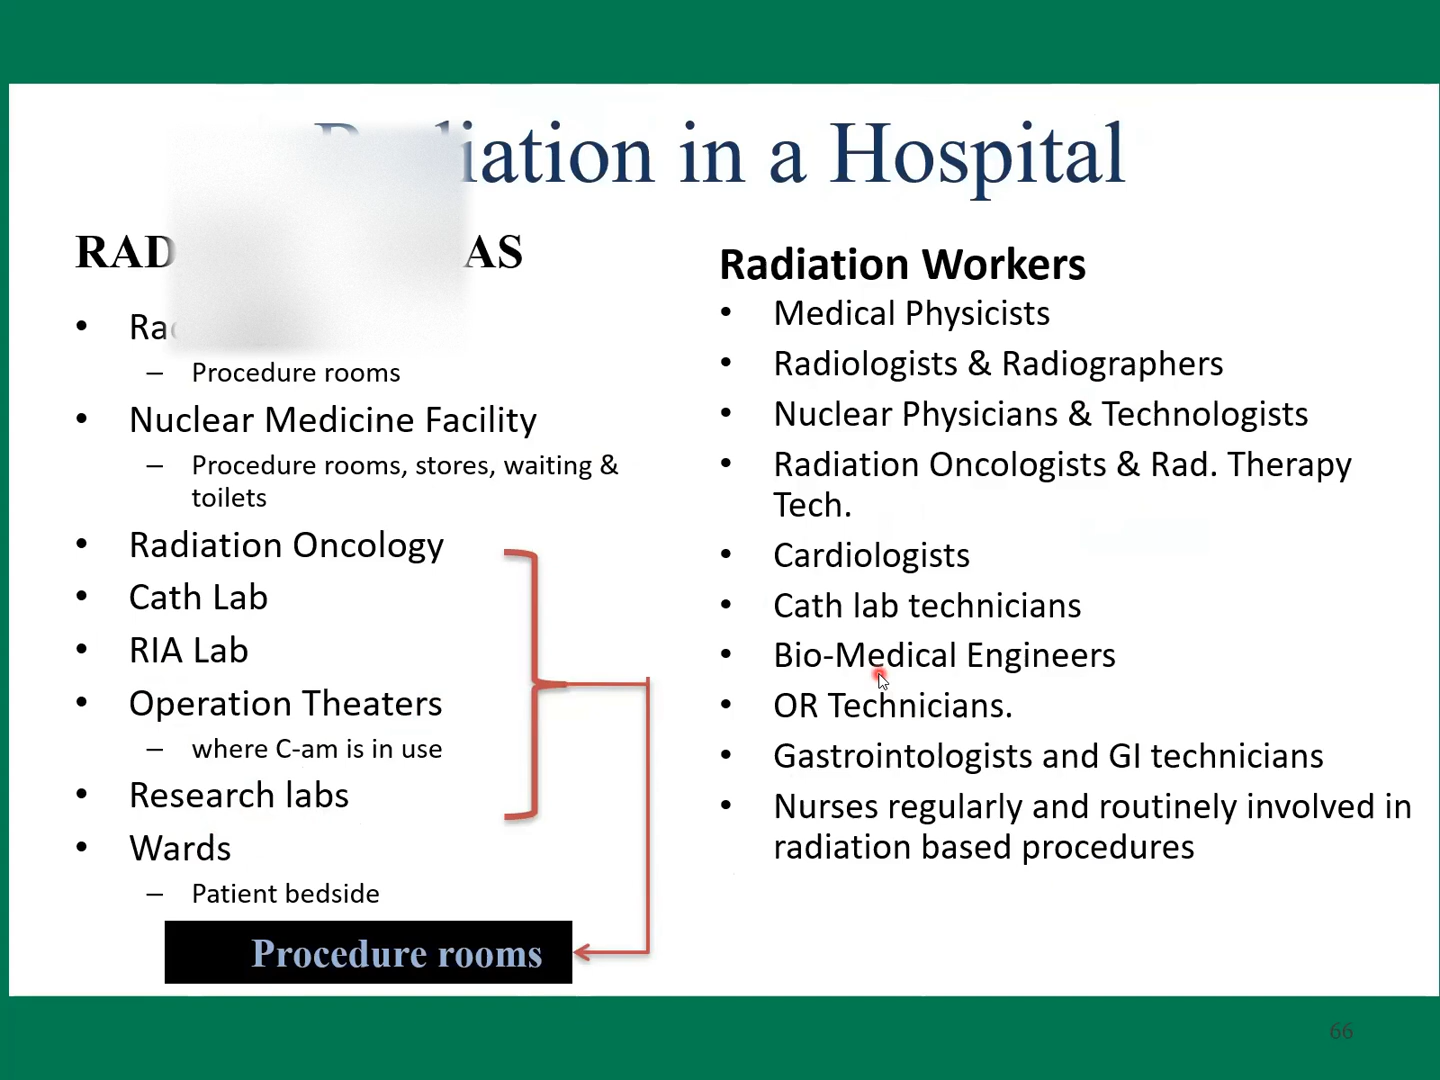 iation in a Hospital
RAD AS
Procedure rooms
Nuclear Medicine Facility
Procedure rooms, stores, waiting &
toilets
Radiation Oncology
Cath Lab
RIA Lab
Operation Theaters
where C-am is in use
Research labs
Wards
Patient bedside
Procedure rooms
Radiation Workers
Medical Physicists
Radiologists & Radiographers
Nuclear Physicians & Technologists
Radiation Oncologists & Rad. Therapy
Tech.
Cardiologists
Cath lab technicians
Bio-Medical Engineers
OR Technicians.
Gastrointologists and GI technicians
Nurses regularly and routinely involved in
radiation based procedures
66